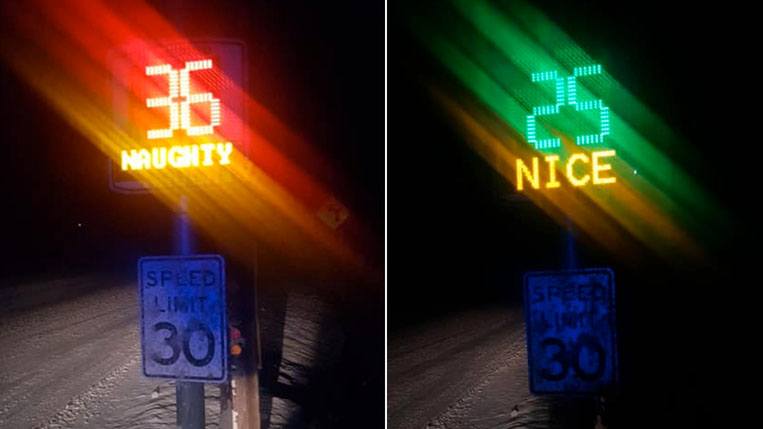 36
NAUGHTY
SPEED
LIMIT
30
25
NICE
SPEED
LIMIT
30